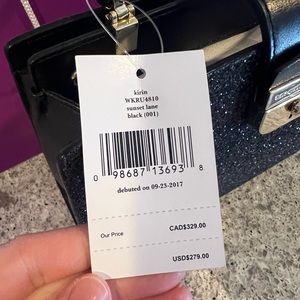 kirin
WKRU4810
sunset lane
black (001)
0 98687 13693 8
debuted on 09-23-2017
Our Price CAD$329.00
USD$279.00